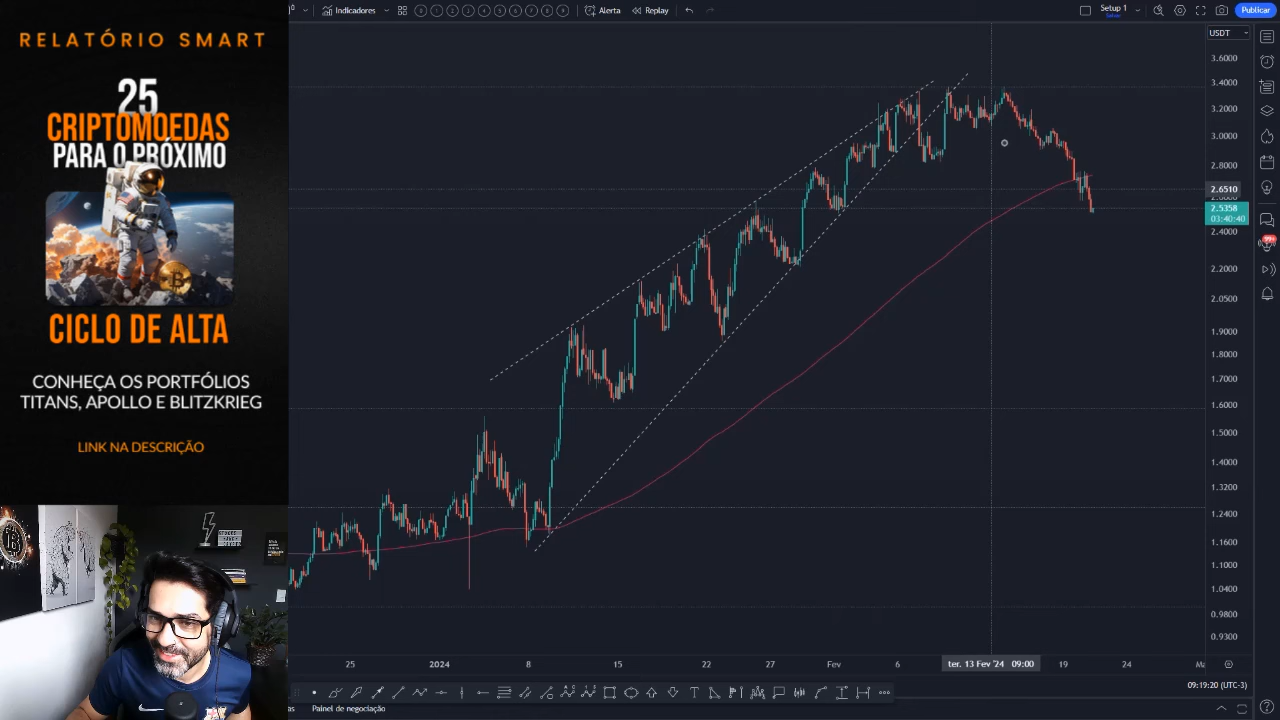 RELATÓRIO SMART
25
CRIPTOMOEDAS
PARA O PRÓXIMO
CICLO DE ALTA
CONHEÇA OS PORTFÓLIOS
TITANS, APOLLO E BLITZKRIEG
LINK NA DESCRIÇÃO
Indicadores
Alerta
Replay
Setup 1
Salvar
Publicar
USDT
3.6000
3.4000
3.2000
3.0000
2.8000
2.6510
2.5358
03:40:40
2.4000
2.2000
2.0500
1.9000
1.8000
1.7000
1.6000
1.5000
1.4000
1.3200
1.2400
1.1600
1.1000
1.0400
0.9800
0.9300
99+
25
2024
8
15
22
27
Fev
6
ter. 13 Fev '24 09:00
19
24
09:19:20 (UTC-3)
Painel de negociação